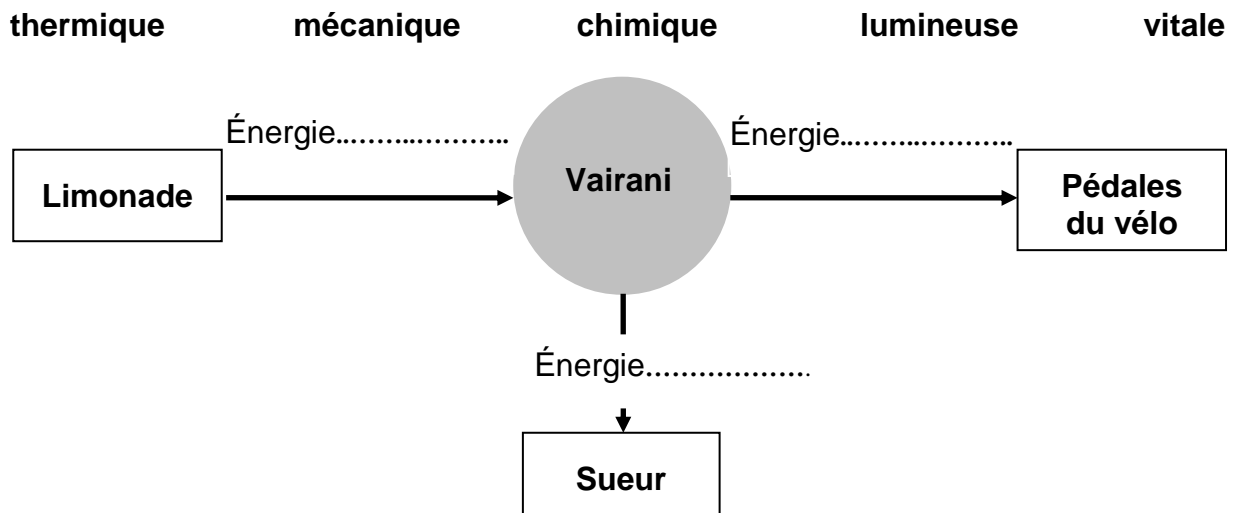 thermique mécanique chimique lumineuse vitale
Énergie..……..……….. Énergie..……..………..
Limonade Vairani Pédales
du vélo
Énergie……………….
Sueur